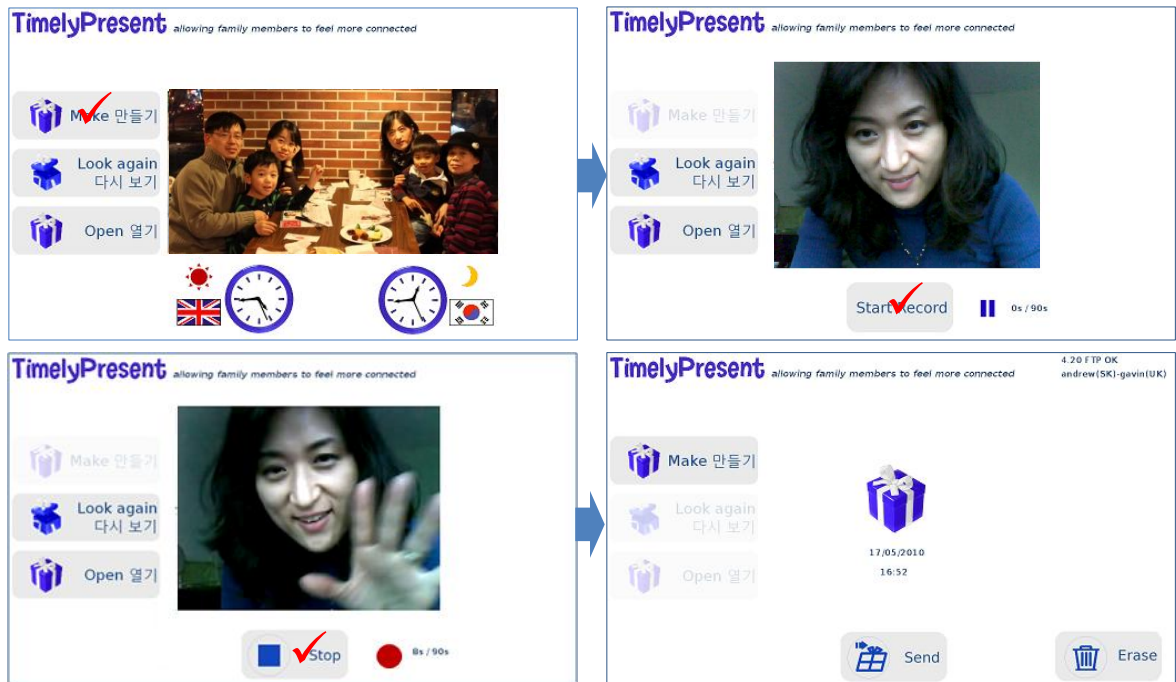 TimelyPresent allowing family members to feel more connected
Make 만들기
Look again
다시 보기
Open 열기
TimelyPresent allowing family members to feel more connected
Make 만들기
Look again
다시 보기
Open 열기
Start Record
0s / 90s
TimelyPresent allowing family members to feel more connected
Make 만들기
Look again
다시 보기
Open 열기
Stop
8s / 90s
TimelyPresent allowing family members to feel more connected
4.20 FTP OK
andrew(SK)-gavin(UK)
Make 만들기
Look again
다시 보기
Open 열기
17/05/2010
16:52
Send
Erase